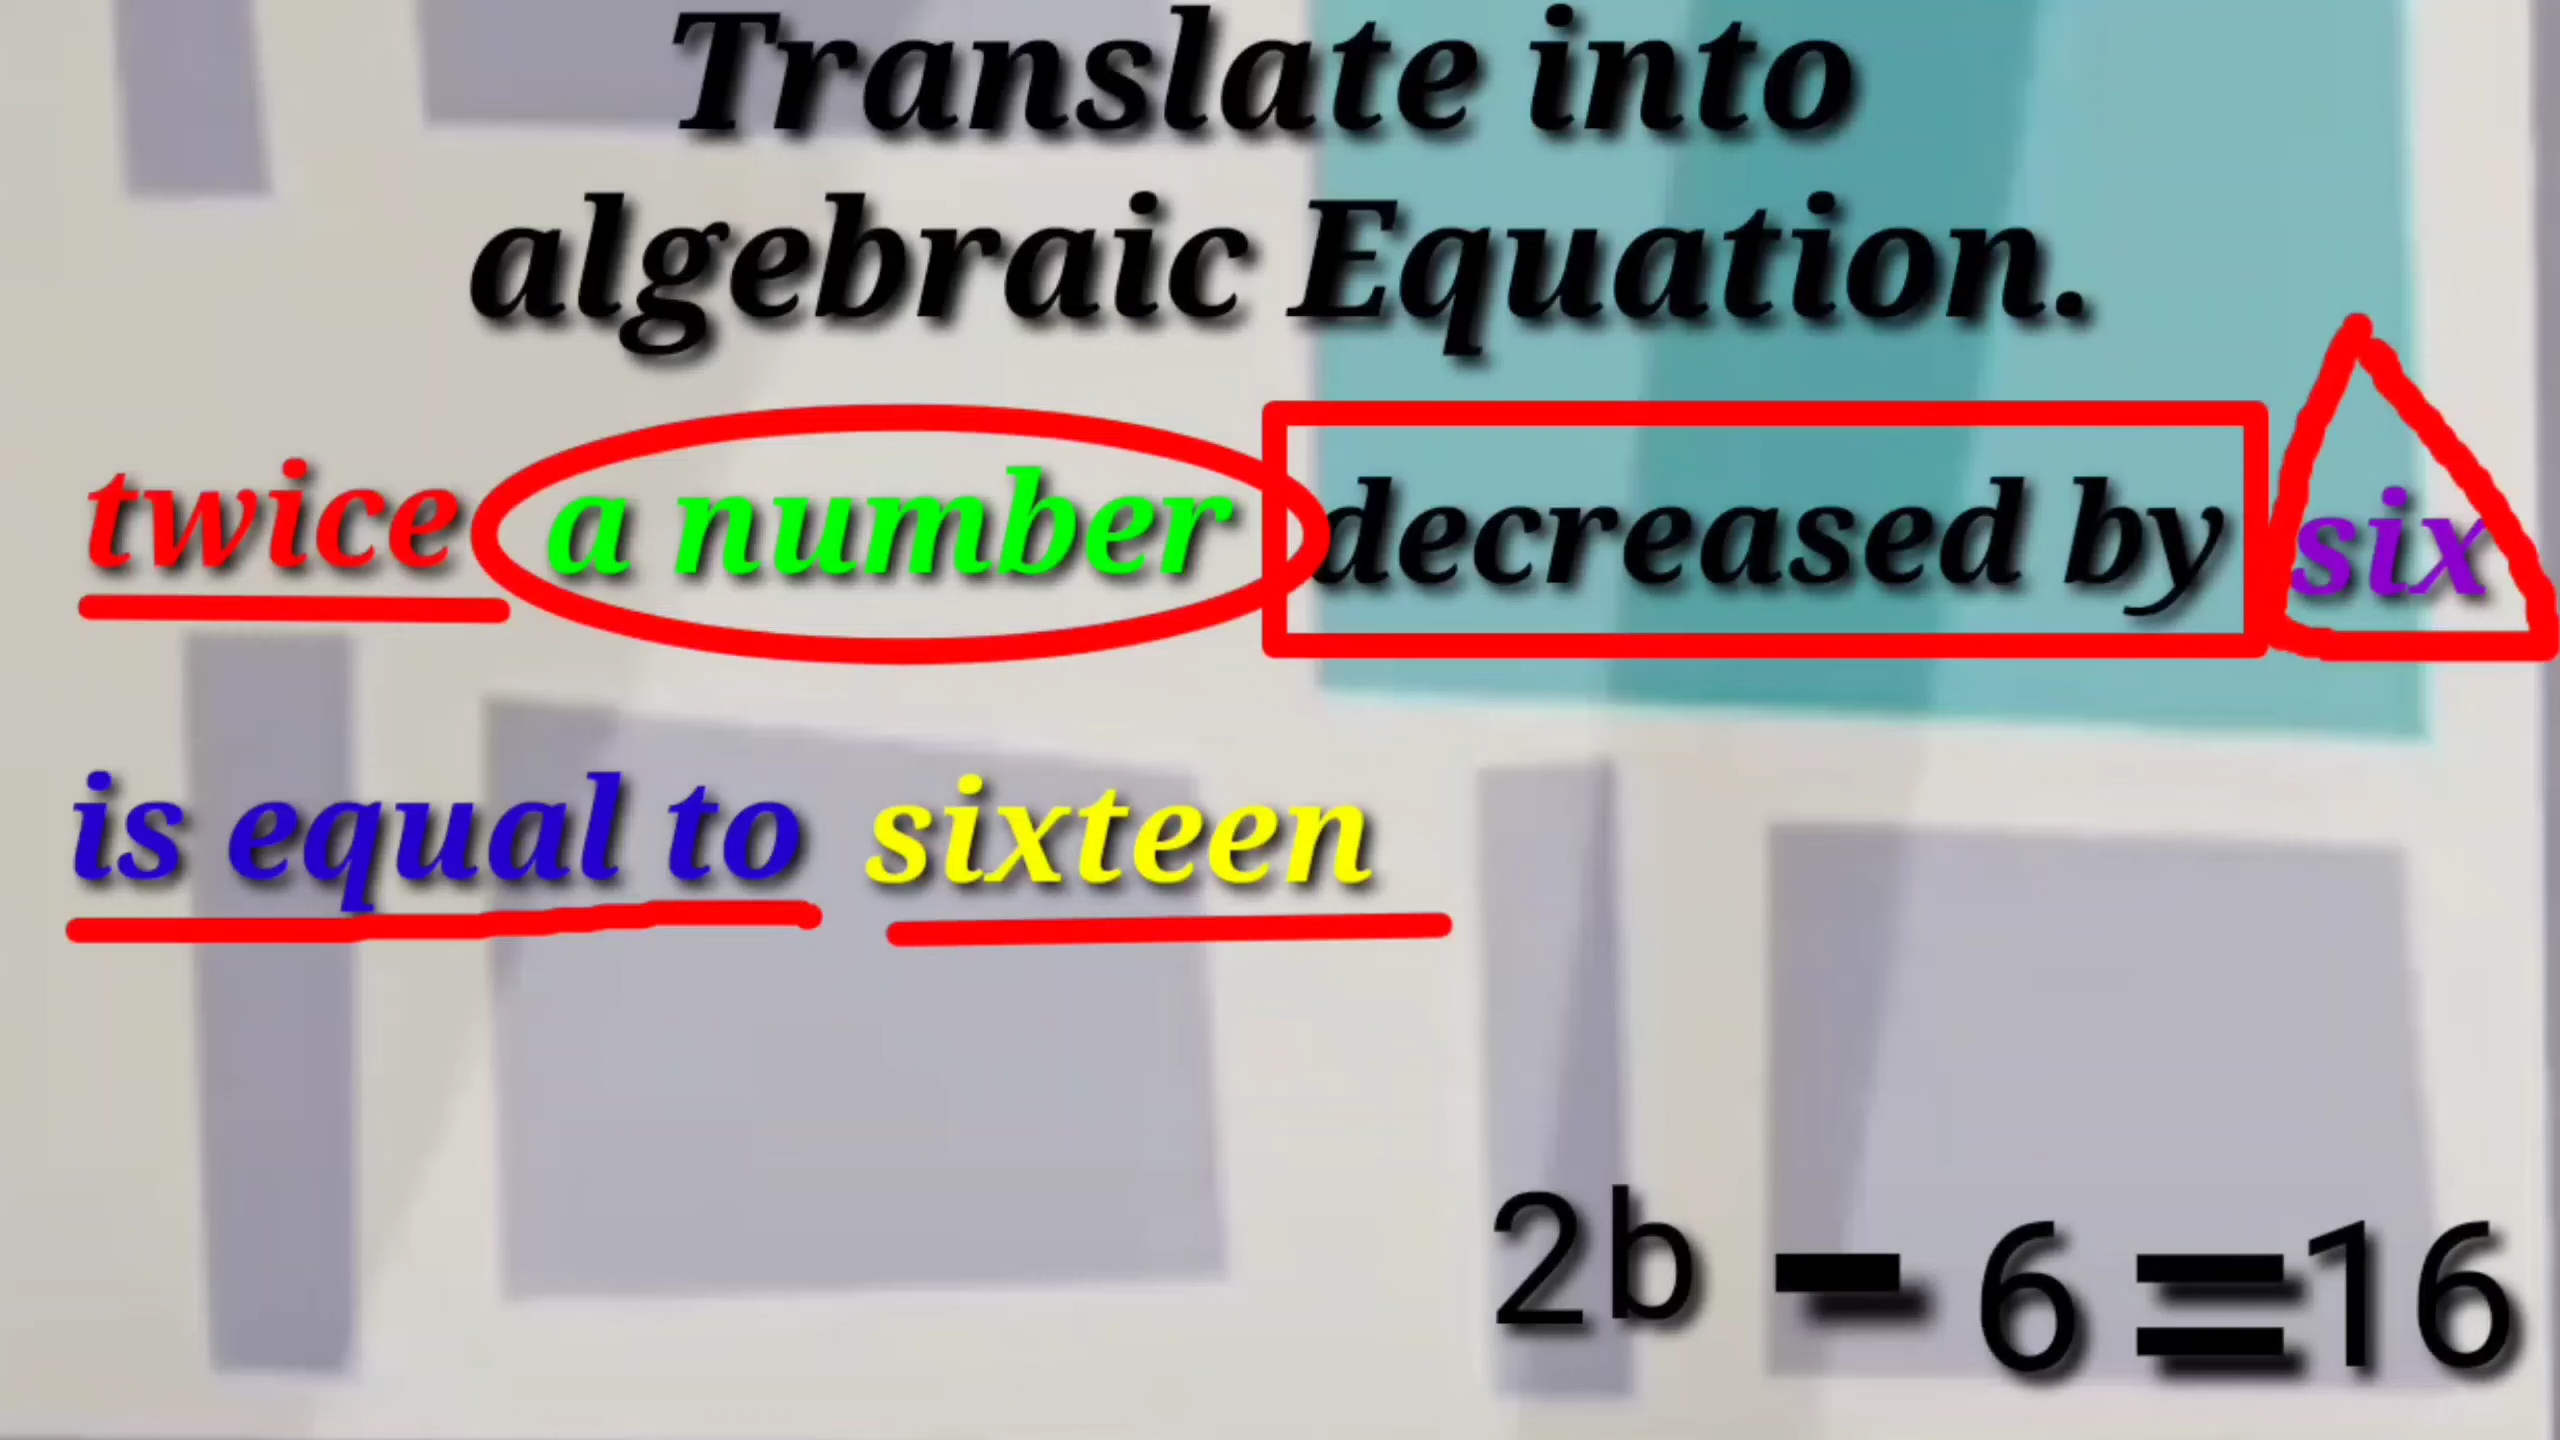 Translate into
algebraic Equation.
twice a number decreased by six
is equal to sixteen
2b - 6 =16